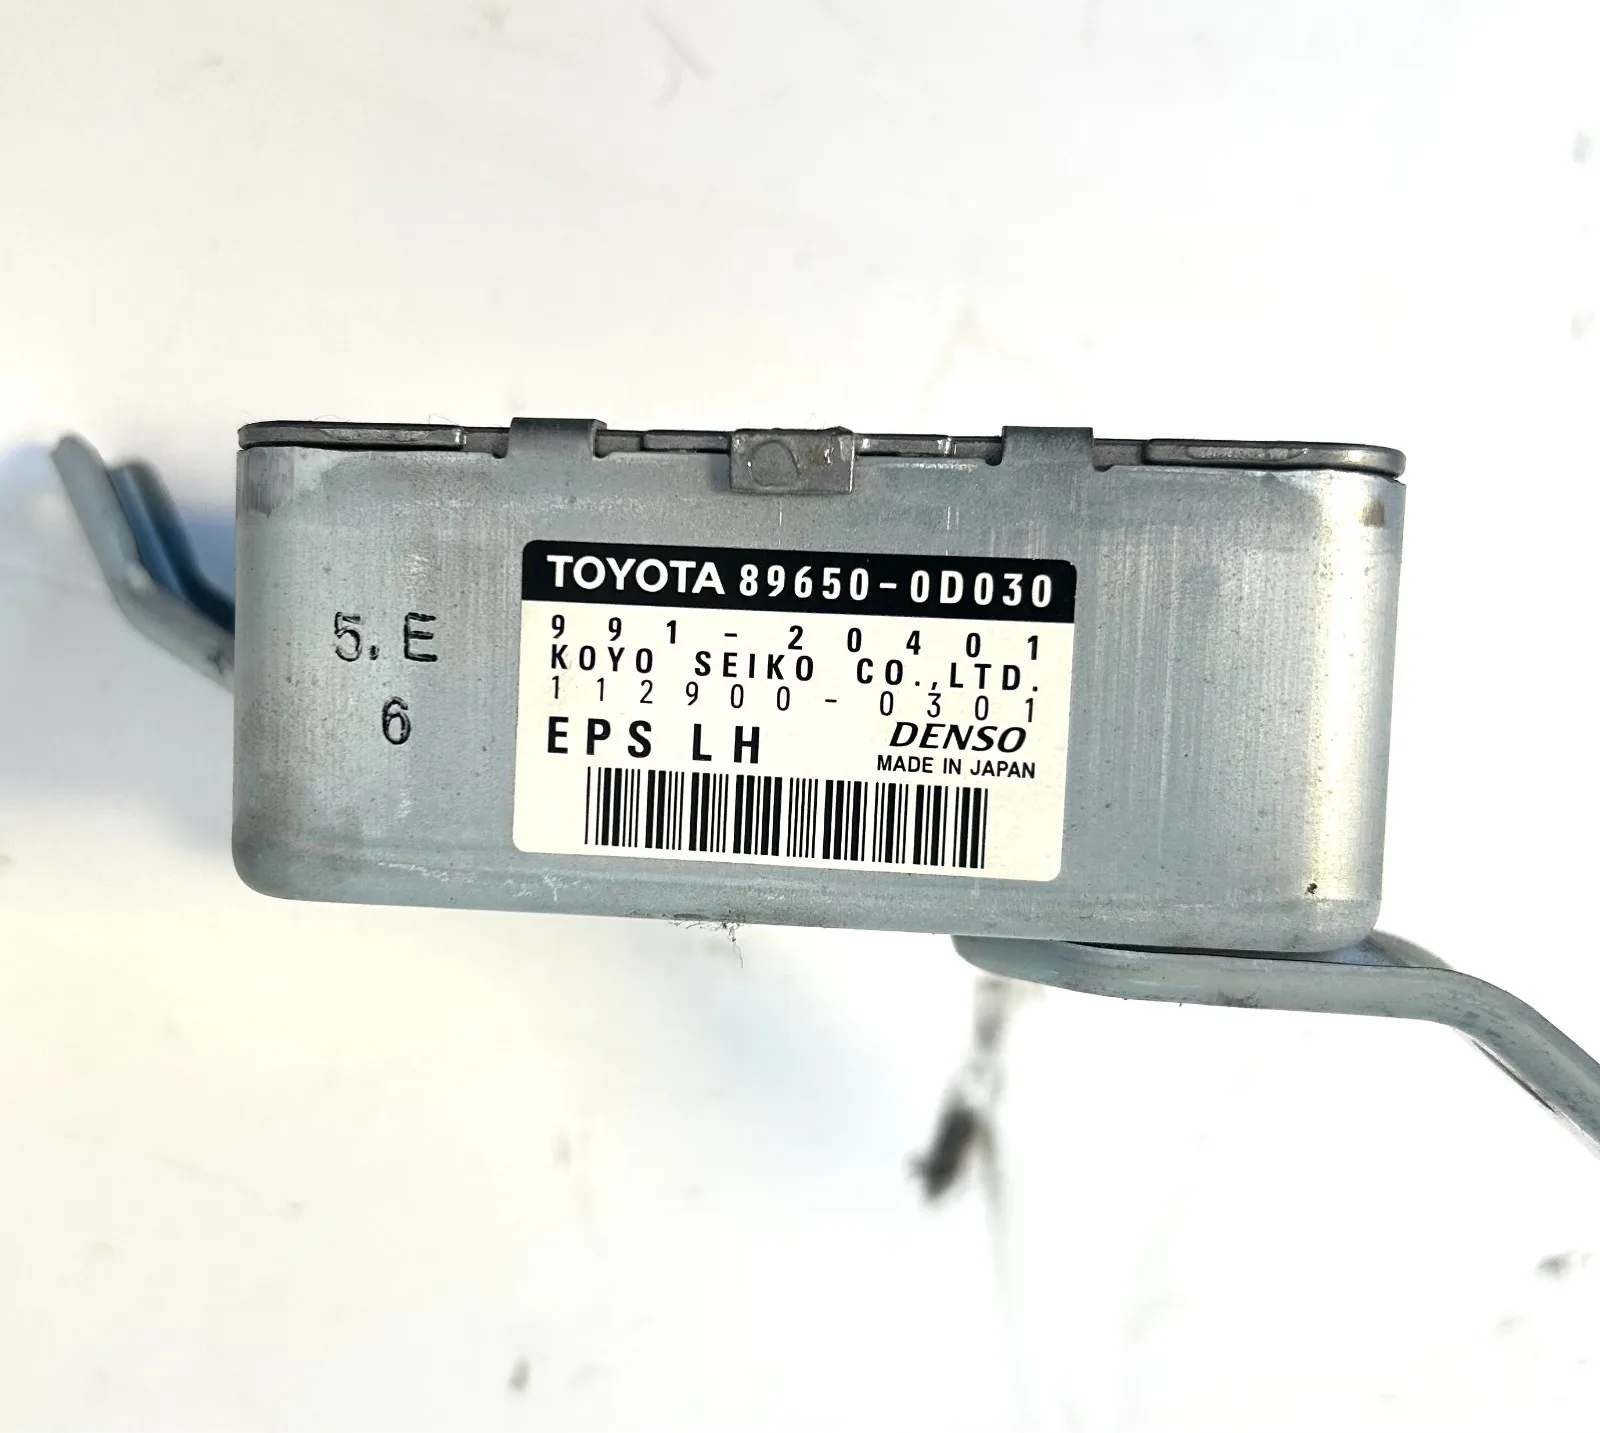 TOYOTA 89650-0D030
991-20401
KOYO SEIKO CO.,LTD.
112900-0301
EPS LH
DENSO
MADE IN JAPAN
5.E
6